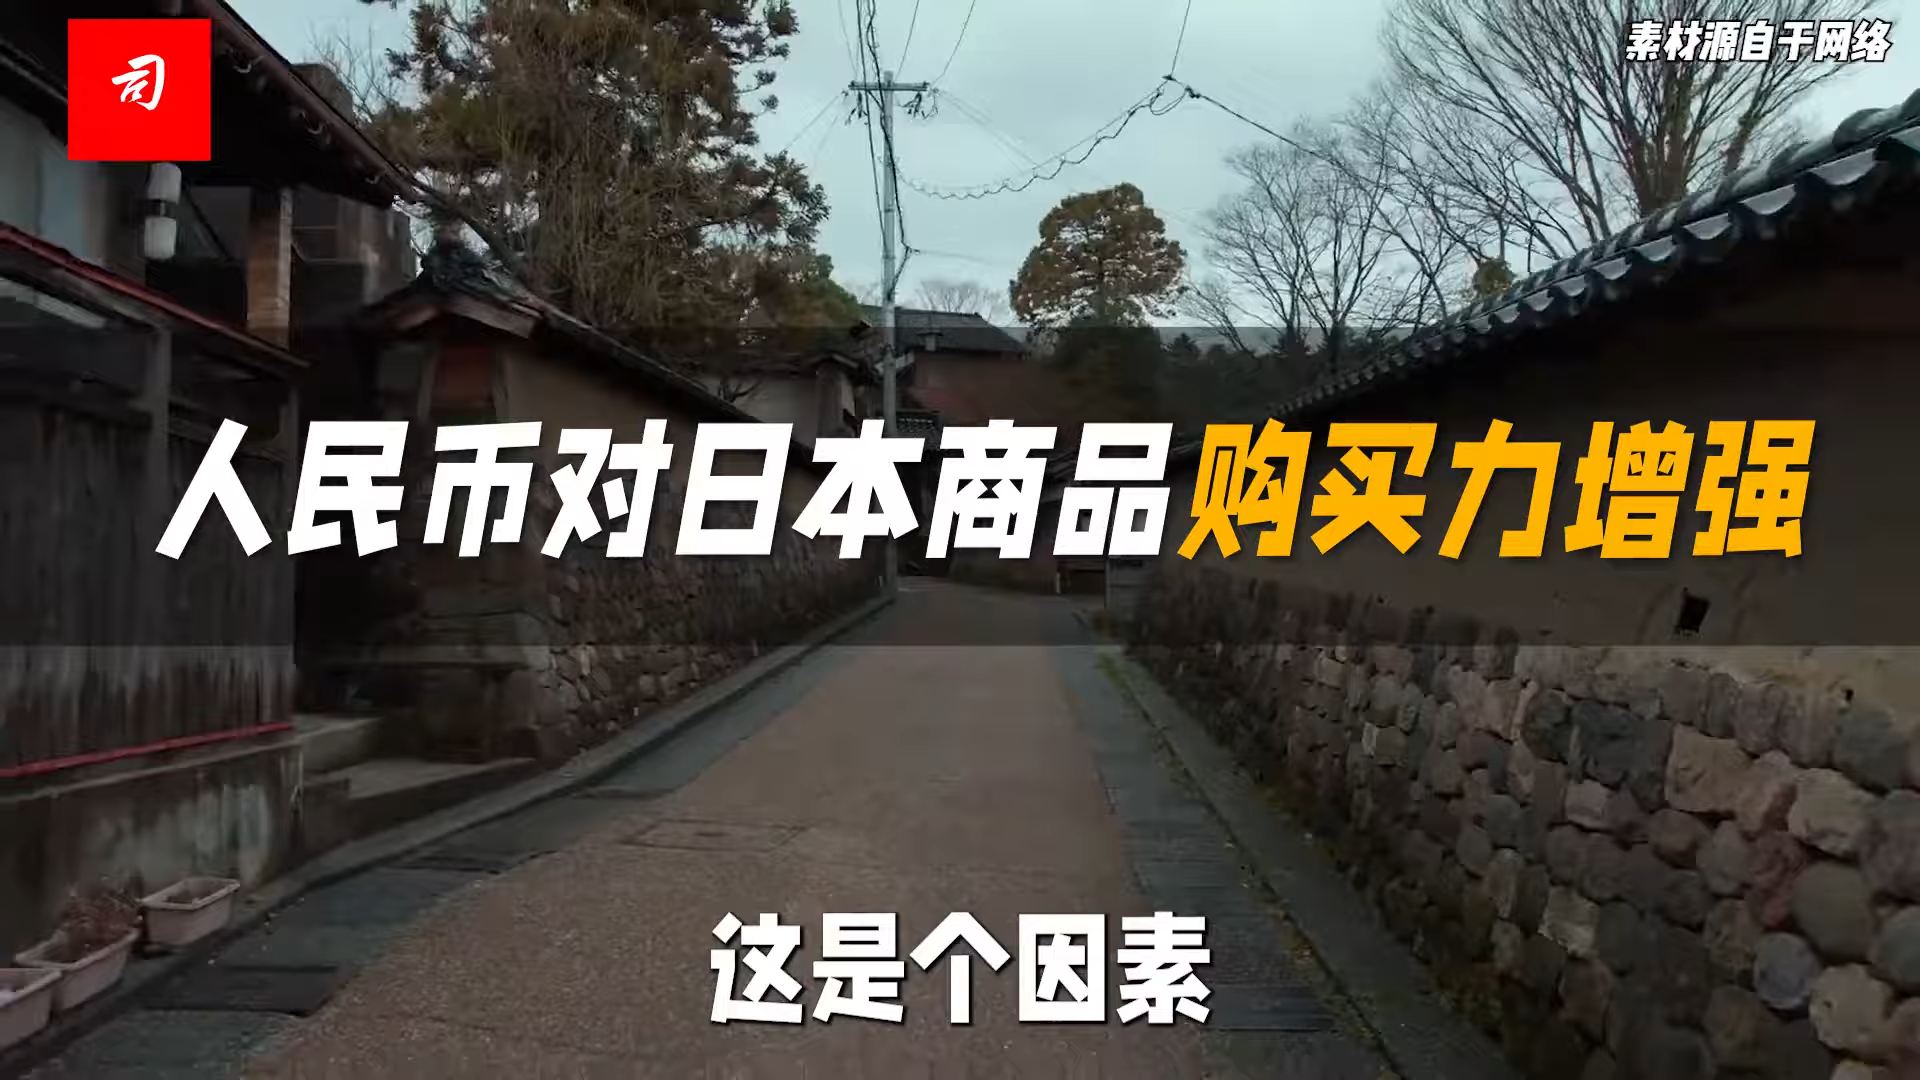 司
素材源自于网络
人民币对日本商品购买力增强
这是个因素